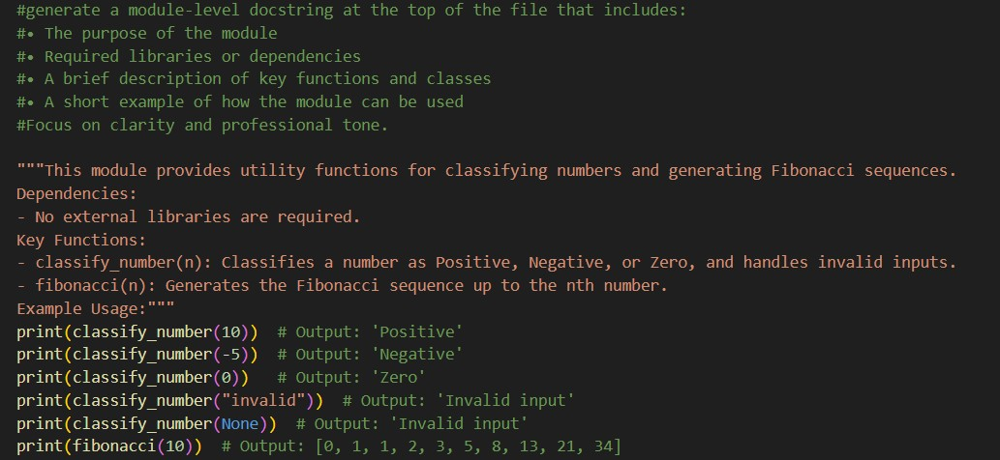 #generate a module-level docstring at the top of the file that includes:
#• The purpose of the module
#• Required libraries or dependencies
#• A brief description of key functions and classes
#• A short example of how the module can be used
#Focus on clarity and professional tone.
"""This module provides utility functions for classifying numbers and generating Fibonacci sequences.
Dependencies:
- No external libraries are required.
Key Functions:
- classify_number(n): Classifies a number as Positive, Negative, or Zero, and handles invalid inputs.
- fibonacci(n): Generates the Fibonacci sequence up to the nth number.
Example Usage:"""
print(classify_number(10))  # Output: 'Positive'
print(classify_number(-5))  # Output: 'Negative'
print(classify_number(0))   # Output: 'Zero'
print(classify_number("invalid"))  # Output: 'Invalid input'
print(classify_number(None))  # Output: 'Invalid input'
print(fibonacci(10))  # Output: [0, 1, 1, 2, 3, 5, 8, 13, 21, 34]